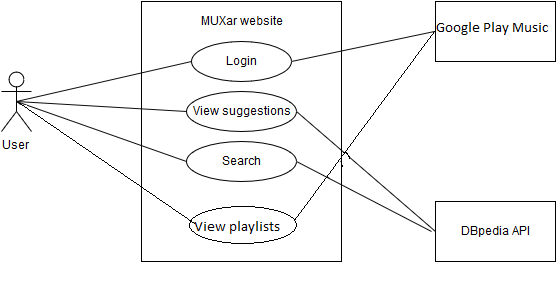 MUXar website
Google Play Music
Login
View suggestions
User
Search
View playlists
DBpedia API